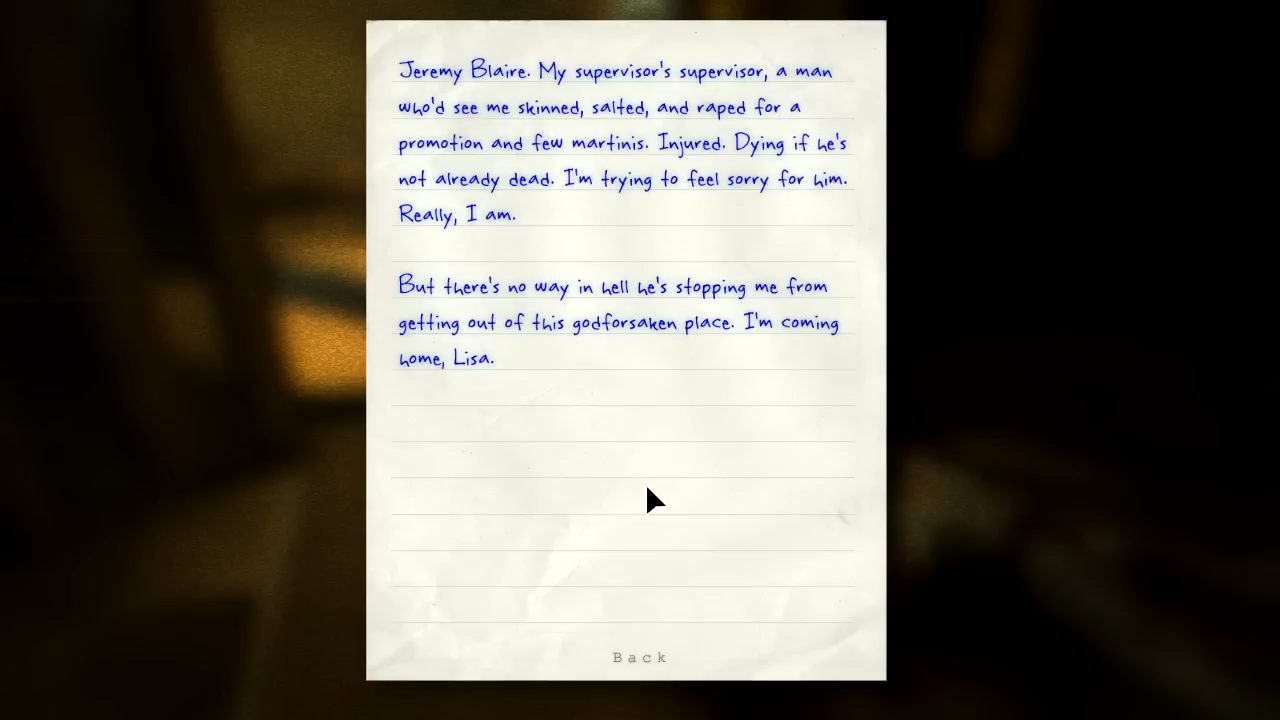 Jeremy Blaire. My supervisor's supervisor, a man
who'd see me skinned, salted, and raped for a
promotion and few martinis. Injured. Dying if he's
not already dead. I'm trying to feel sorry for him.
Really, I am.
But there's no way in hell he's stopping me from
getting out of this godforsaken place. I'm coming
home, Lisa.
Back